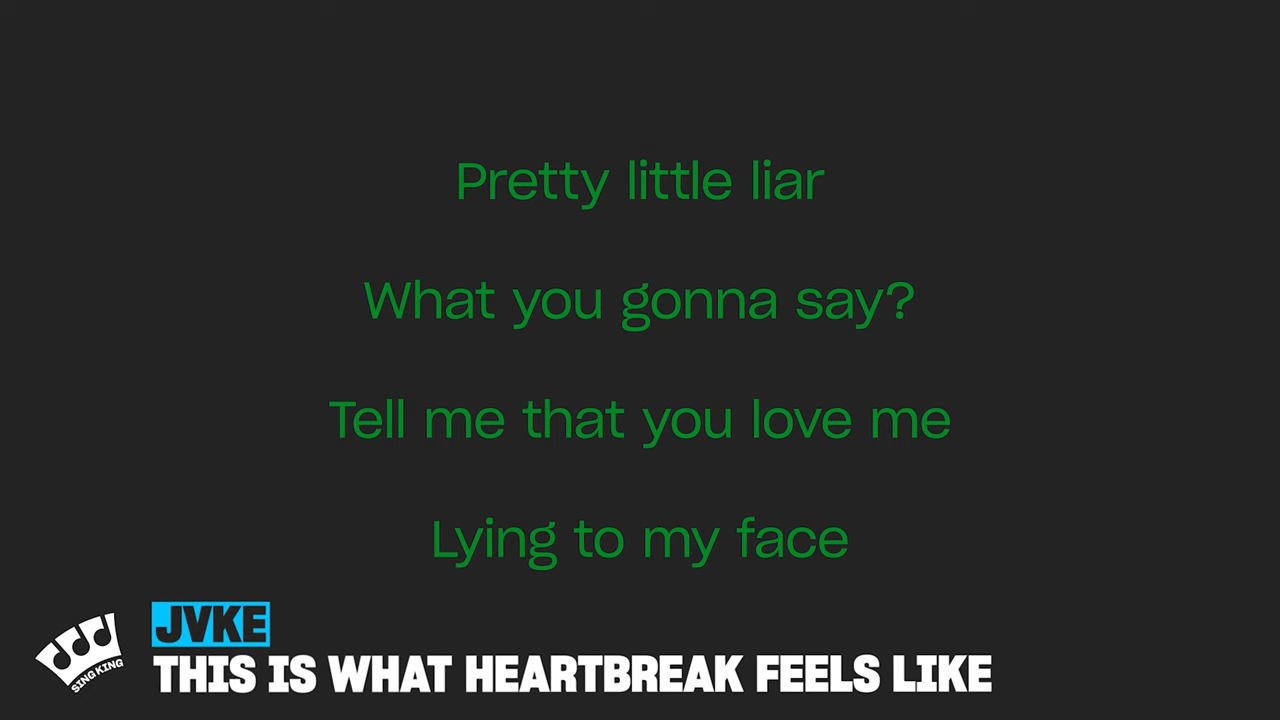 Pretty little liar
What you gonna say?
Tell me that you love me
Lying to my face
JVKE
THIS IS WHAT HEARTBREAK FEELS LIKE
SING KING